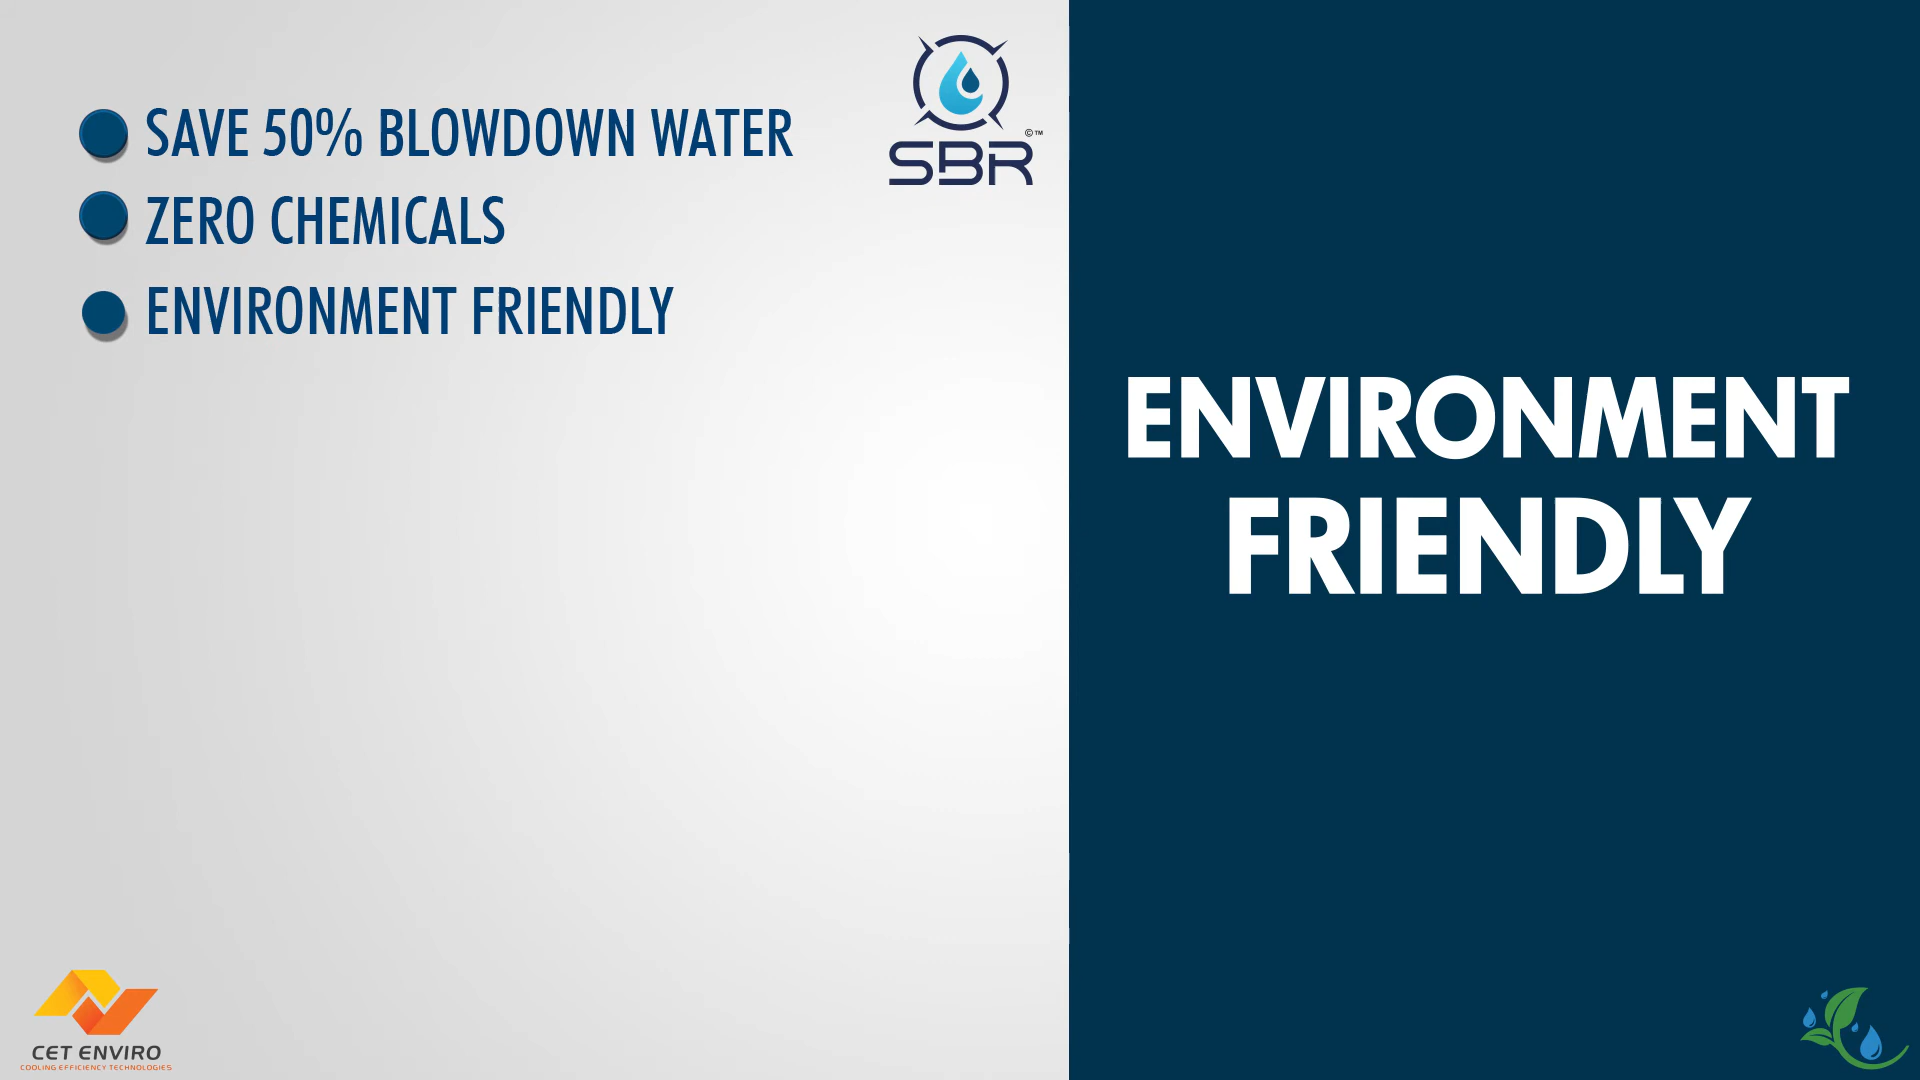 SAVE 50% BLOWDOWN WATER
ZERO CHEMICALS
ENVIRONMENT FRIENDLY
©™
SBR
ENVIRONMENT
FRIENDLY
CET ENVIRO
COOLING EFFICIENCY TECHNOLOGIES